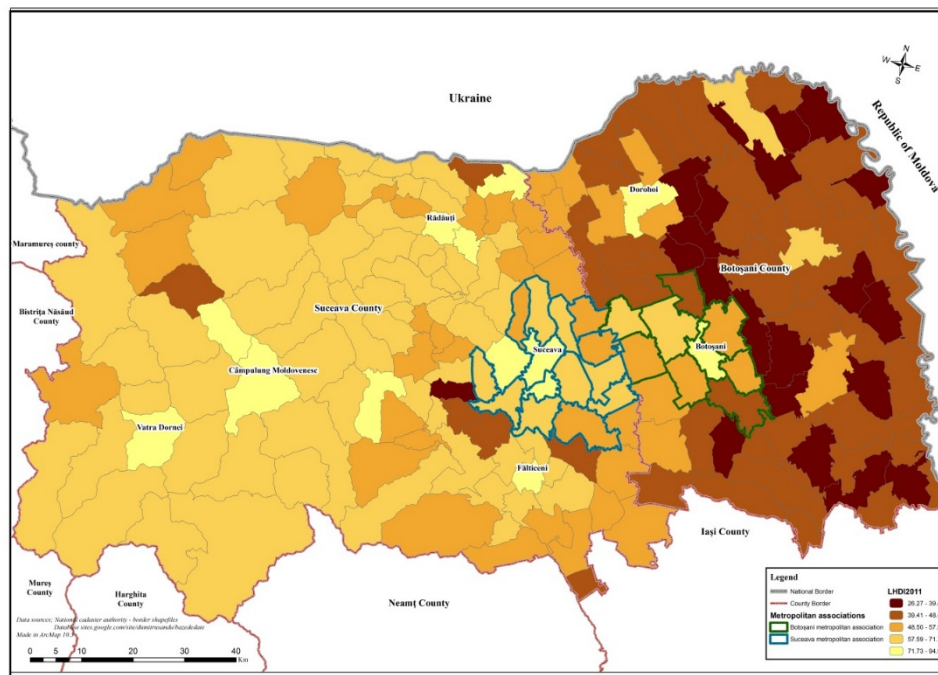 N
W
E
S
Ukraine
Republic of Moldova
Dorohoi
Rădăuți
Maramureș county
Botoșani County
Suceava County
Bistrița Năsăud
County
Suceava
Botoșani
Câmpulung Moldovenesc
Vatra Dornei
Fălticeni
Iași County
Mureș
County
Harghita
County
Neamț County
Data sources: National cadaster authority - border shapefiles
Made in ArcMap
0 5 10 20 30 40
Km
Legend
National Border
County Border
Metropolitan associations
Botoșani metropolitan association
Suceava metropolitan association
LHDI2011